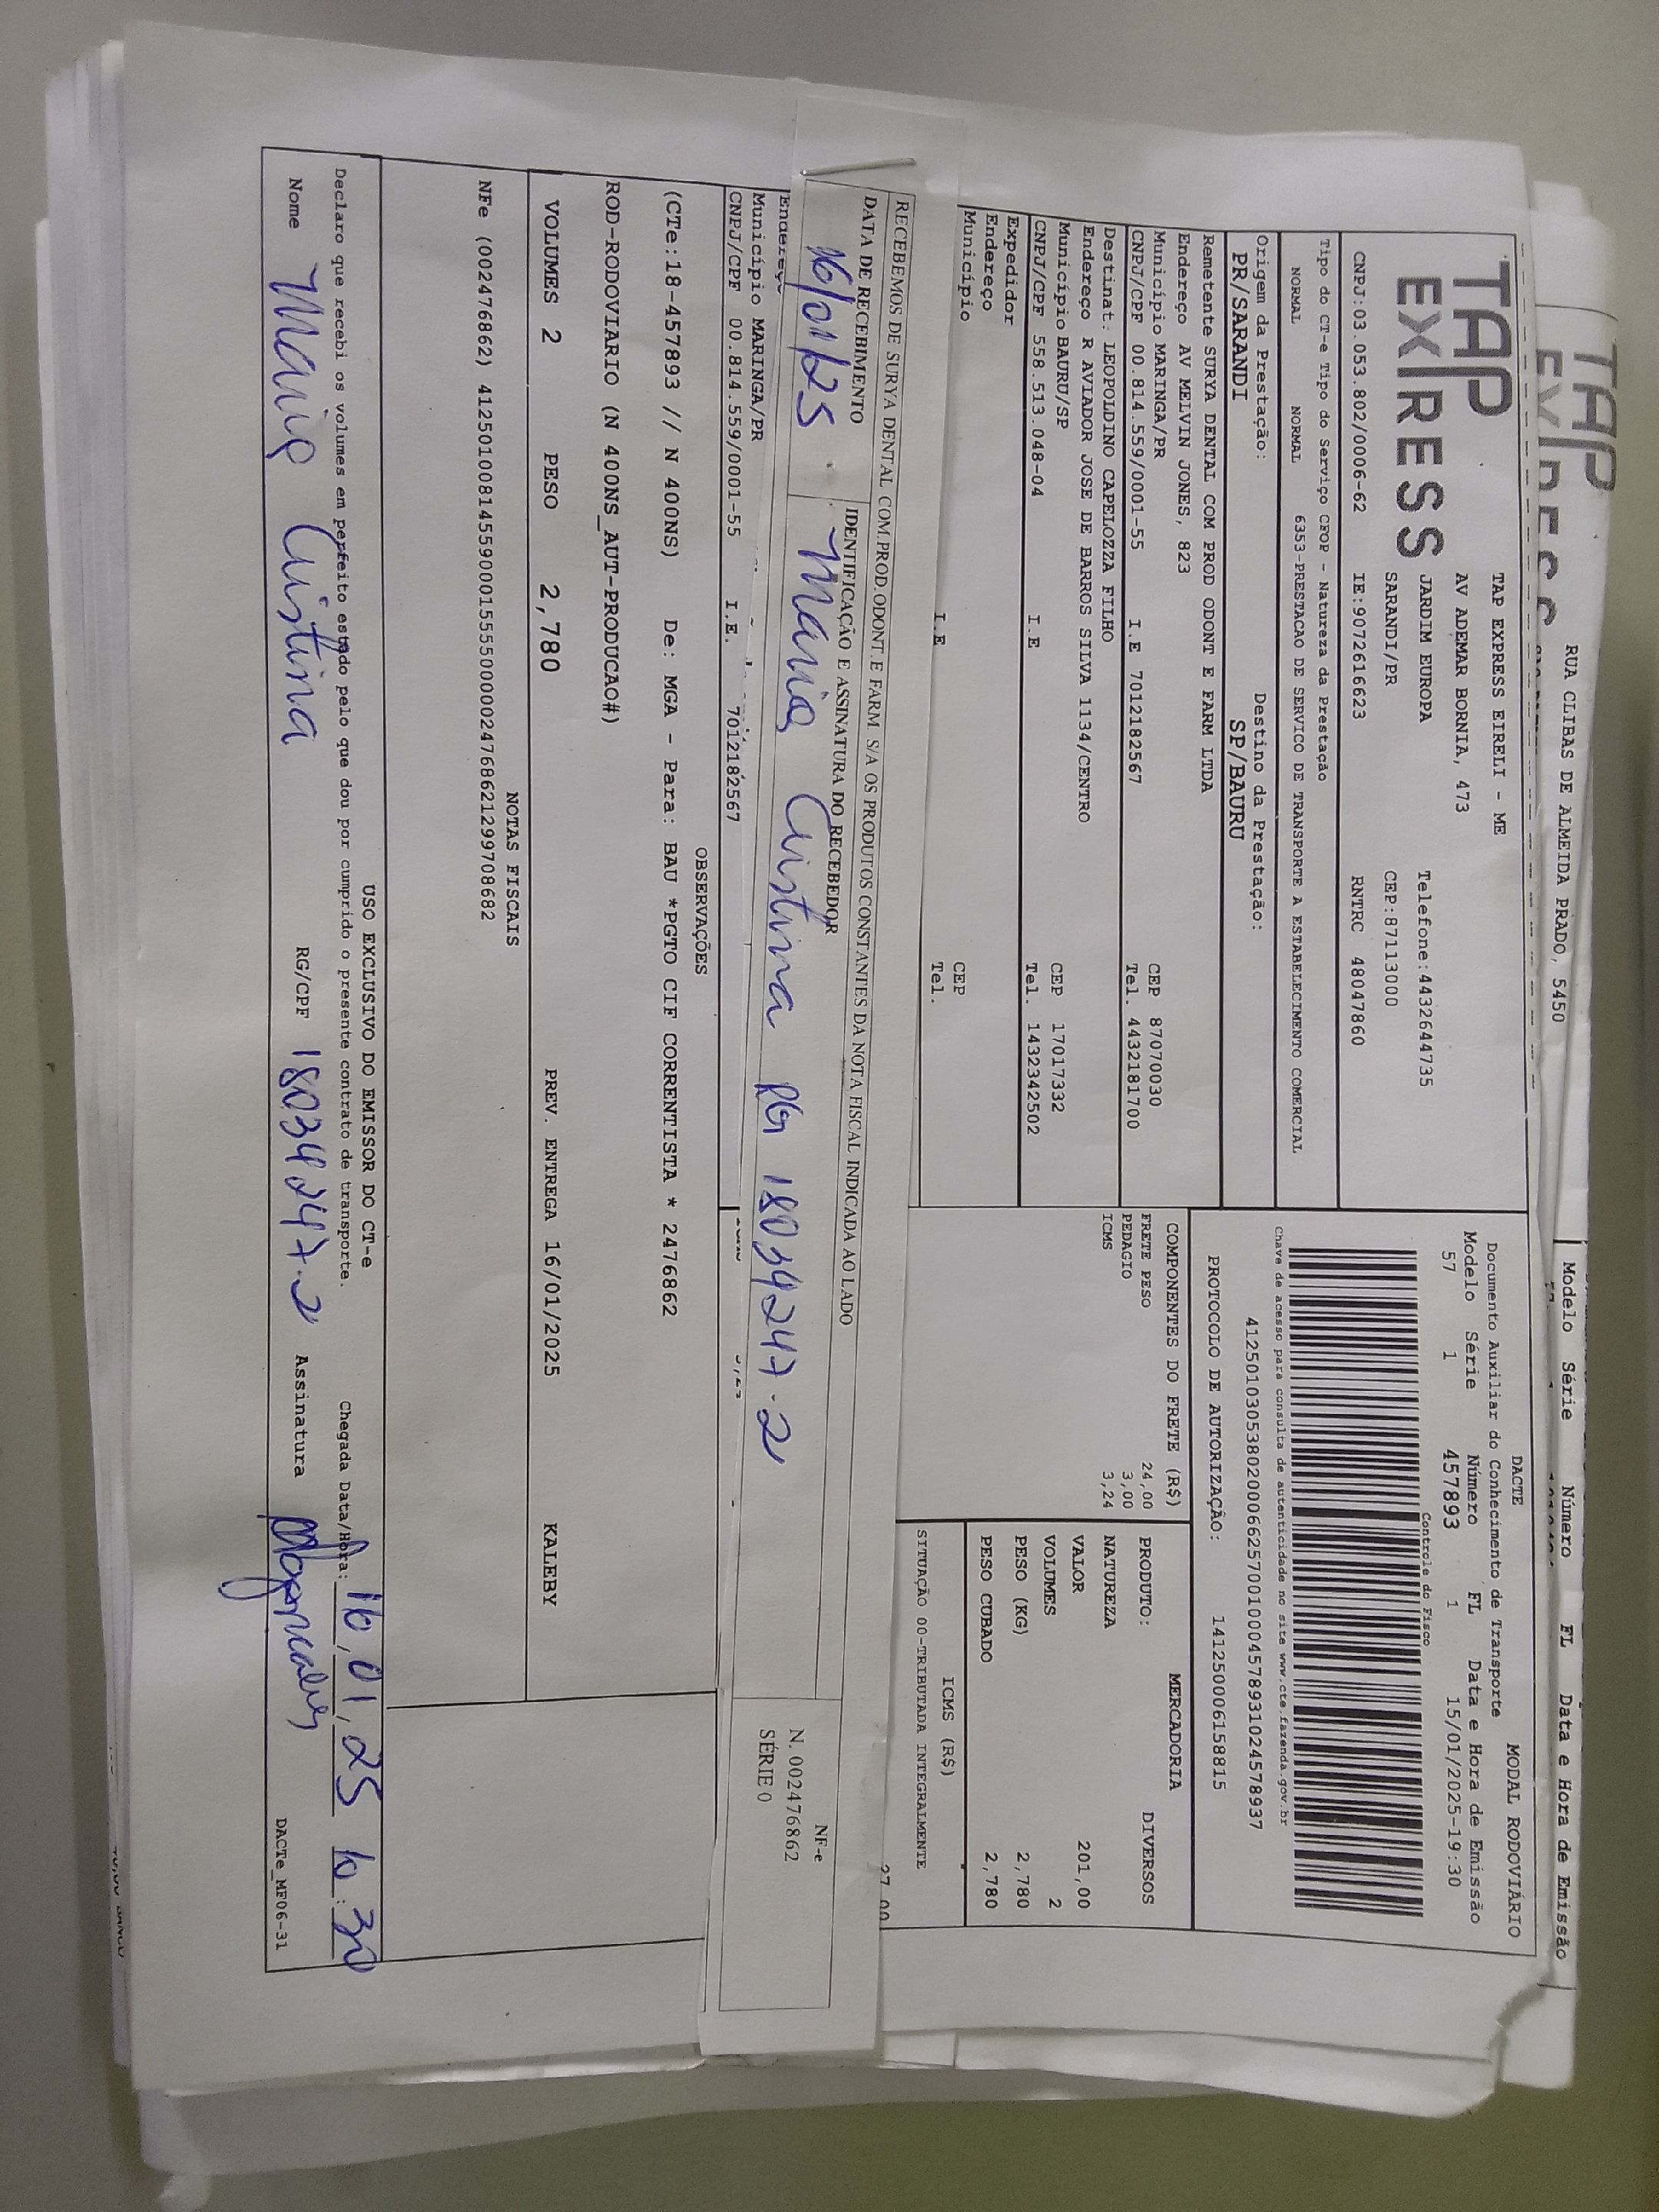 TAP
RUA CLIBAS DE ALMEIDA PRADO, 5450
Modelo Série Número FL Data e Hora de Emissão
TAP
EXPRESS
TAP EXPRESS EIRELI - ME
AV ADEMAR BORNIA, 473
JARDIM EUROPA Telefone:4432644735
SARANDI/PR CEP:87113000
CNPJ:03.053.802/0006-62 IE:9072616623 RNTRC 48047860
DACTE MODAL RODOVIÁRIO
Documento Auxiliar do Conhecimento de Transporte
Modelo Série Número FL Data e Hora de Emissão
57 1 457893 1 15/01/2025-19:30
Controle do Fisco
Chave de acesso para consulta de autenticidade no site www.cte.fazenda.gov.br
41250103053802000662570010004578931024578937
PROTOCOLO DE AUTORIZAÇÃO: 141250006158815
Tipo do CT-e Tipo do Serviço CFOP - Natureza da Prestação
NORMAL NORMAL 6353-PRESTACAO DE SERVICO DE TRANSPORTE A ESTABELECIMENTO COMERCIAL
Origem da Prestação: Destino da Prestação:
PR/SARANDI SP/BAURU
Remetente SURYA DENTAL COM PROD ODONT E FARM LTDA
Endereço AV MELVIN JONES, 823
Município MARINGA/PR CEP 87070030
CNPJ/CPF 00.814.559/0001-55 I.E 7012182567 Tel. 4432181700
Destinat: LEOPOLDINO CAPELOZZA FILHO
Endereço R AVIADOR JOSE DE BARROS SILVA 1134/CENTRO
Município BAURU/SP CEP 17017332
CNPJ/CPF 558.513.048-04 I.E Tel. 1432342502
Expedidor
Endereço
Município CEP
I.E Tel.
COMPONENTES DO FRETE (R$)
FRETE PESO 24,00
PEDAGIO 3,00
ICMS 3,24
MERCADORIA
PRODUTO: DIVERSOS
NATUREZA
VALOR 201,00
VOLUMES 2
PESO (KG) 2,780
PESO CUBADO 2,780
ICMS (R$)
SITUAÇÃO 00-TRIBUTADA INTEGRALMENTE
27,00
RECEBEMOS DE SURYA DENTAL COM.PROD.ODONT.E FARM. S/A OS PRODUTOS CONSTANTES DA NOTA FISCAL INDICADA AO LADO
DATA DE RECEBIMENTO IDENTIFICAÇÃO E ASSINATURA DO RECEBEDOR
16/01/25 Maria Cristina RG 18034247-2
NF-e
N. 002476862
SÉRIE 0
Endereço
Município MARINGA/PR
CNPJ/CPF 00.814.559/0001-55 I.E. 7012182567
OBSERVAÇÕES
(CTe:18-457893 // N 400NS) De: MGA - Para: BAU *PGTO CIF CORRENTISTA * 2476862
ROD-RODOVIARIO (N 400NS_AUT-PRODUCAO#)
VOLUMES 2 PESO 2,780 PREV. ENTREGA 16/01/2025 KALEBY
NOTAS FISCAIS
NFe (002476862) 41250100814559000155550000024768621299708682
USO EXCLUSIVO DO EMISSOR DO CT-e
Declaro que recebi os volumes em perfeito estado pelo que dou por cumprido o presente contrato de transporte. Chegada Data/Hora: 16,01,25 10:30
Nome Maria Cristina RG/CPF 18034247-2 Assinatura
DACTe_MF06-31